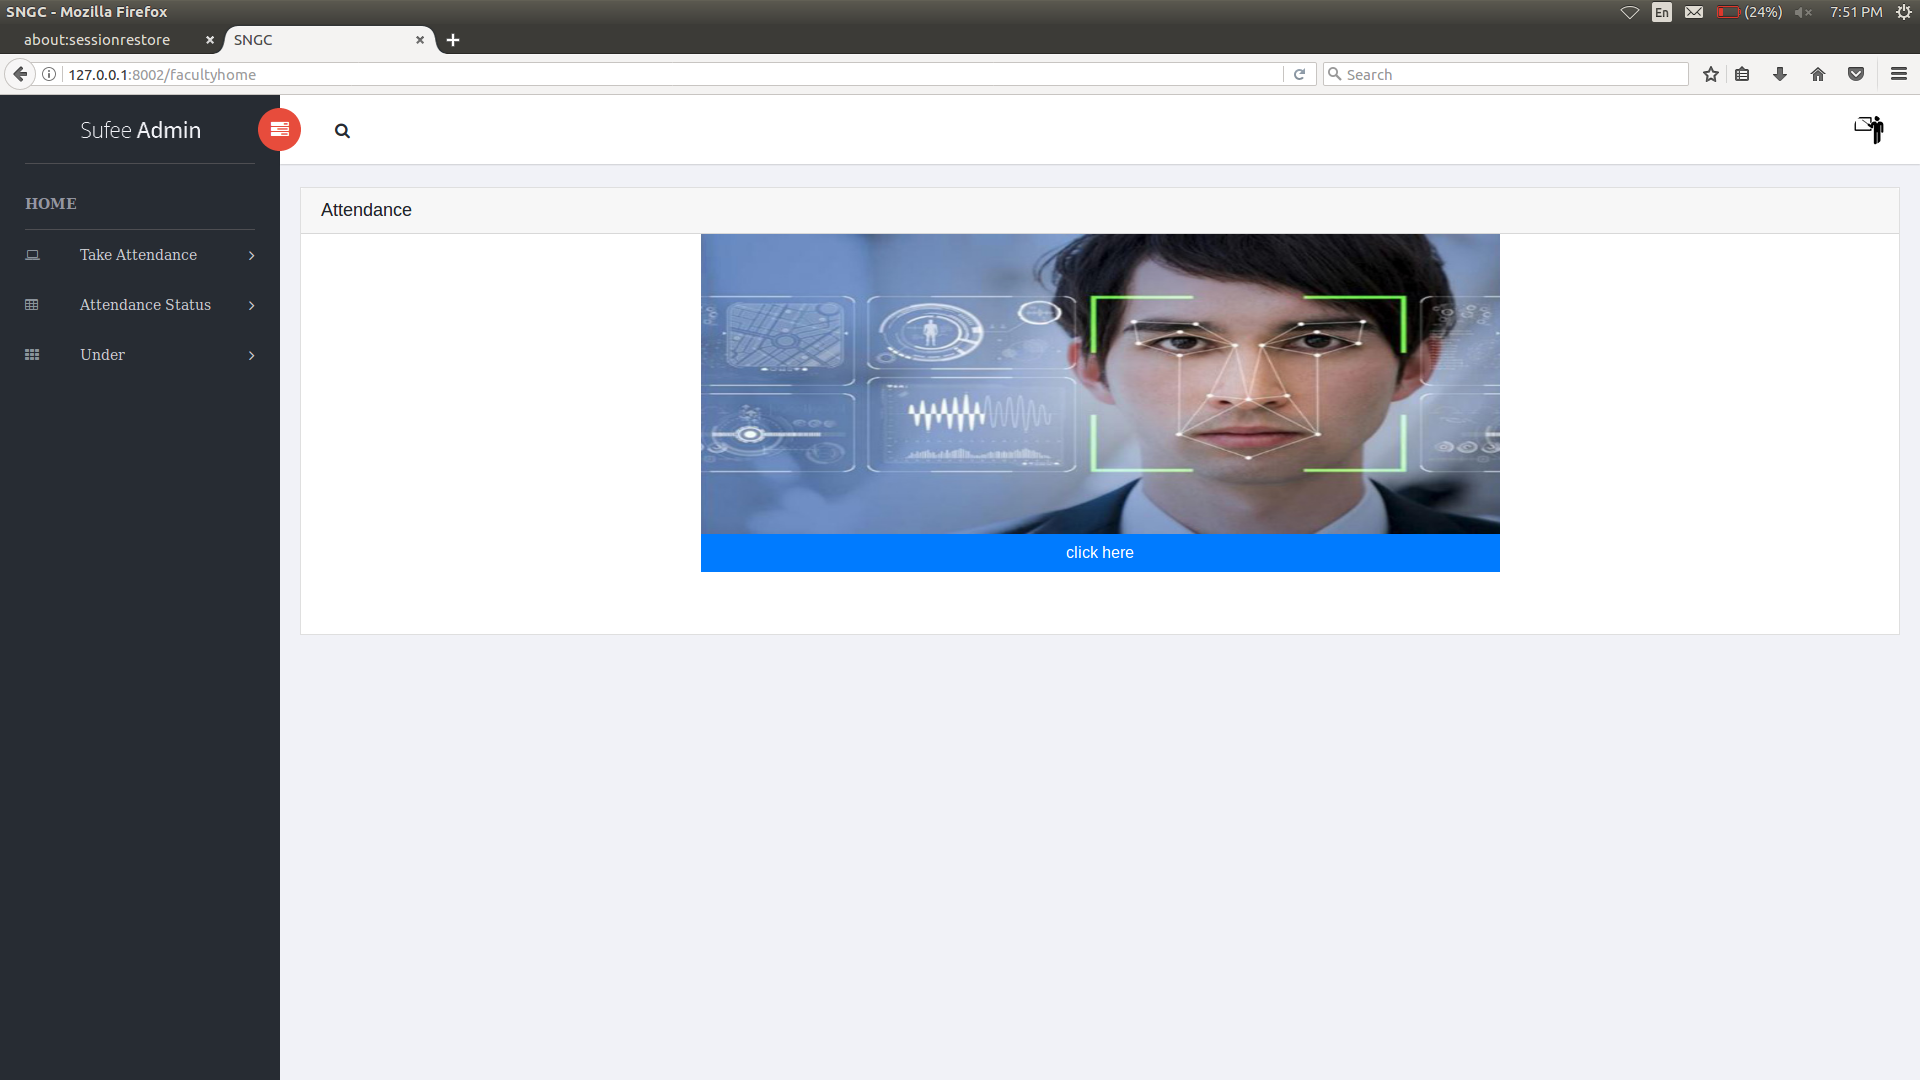 SNGC - Mozilla Firefox
En
(24%)
7:51 PM
about:sessionrestore
SNGC
127.0.0.1:8002/facultyhome
Search
Sufee Admin
HOME
Take Attendance
Attendance Status
Under
Attendance
click here